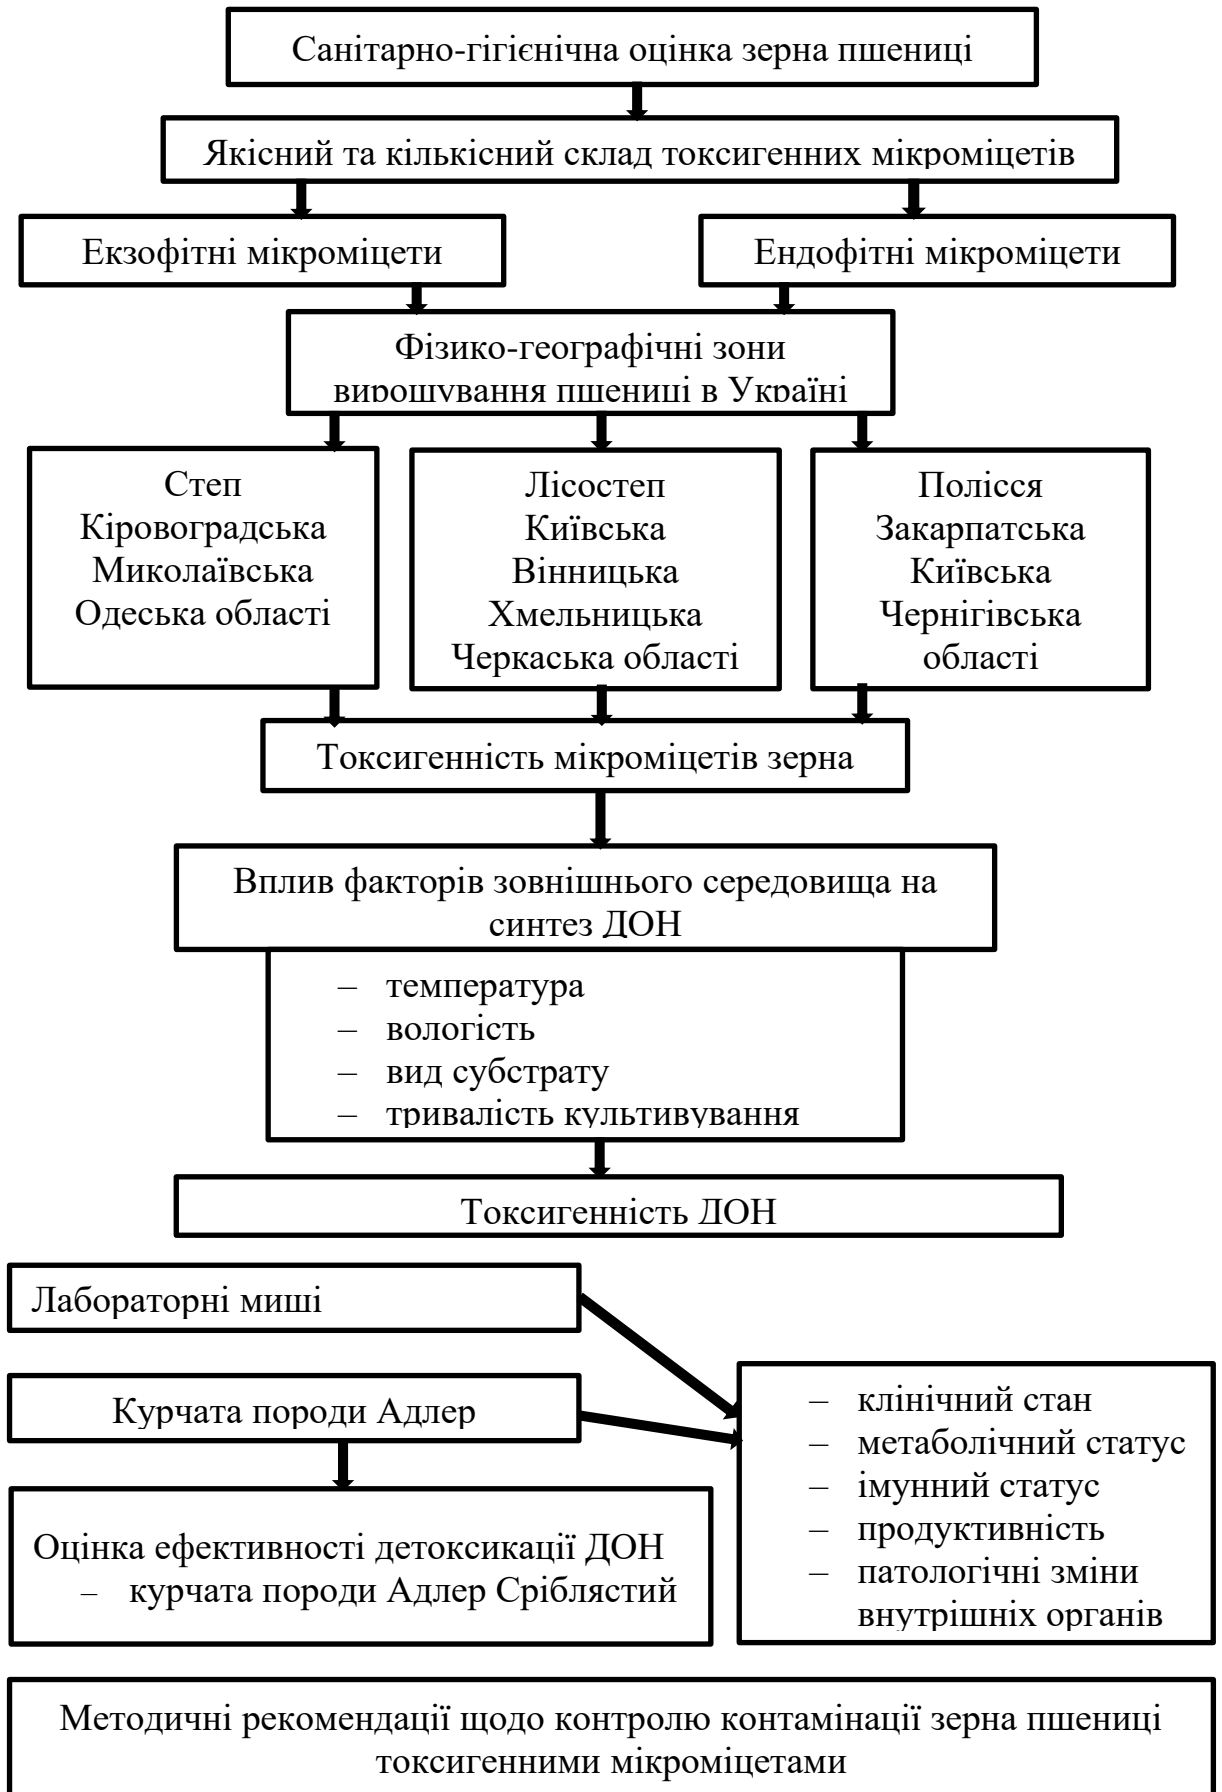 Санітарно-гігієнічна оцінка зерна пшениці
Якісний та кількісний склад токсигенних мікроміцетів
Екзофітні мікроміцети
Ендофітні мікроміцети
Фізико-географічні зони
вирощування пшениці в Україні
Степ
Кіровоградська
Миколаївська
Одеська області
Лісостеп
Київська
Вінницька
Хмельницька
Черкаська області
Полісся
Закарпатська
Київська
Чернігівська
області
Токсигенність мікроміцетів зерна
Вплив факторів зовнішнього середовища на
синтез ДОН
– температура
– вологість
– вид субстрату
– тривалість культивування
Токсигенність ДОН
Лабораторні миші
Курчата породи Адлер
– клінічний стан
– метаболічний статус
– імунний статус
– продуктивність
– патологічні зміни
внутрішніх органів
Оцінка ефективності детоксикації ДОН
– курчата породи Адлер Сріблястий
Методичні рекомендації щодо контролю контамінації зерна пшениці
токсигенними мікроміцетами